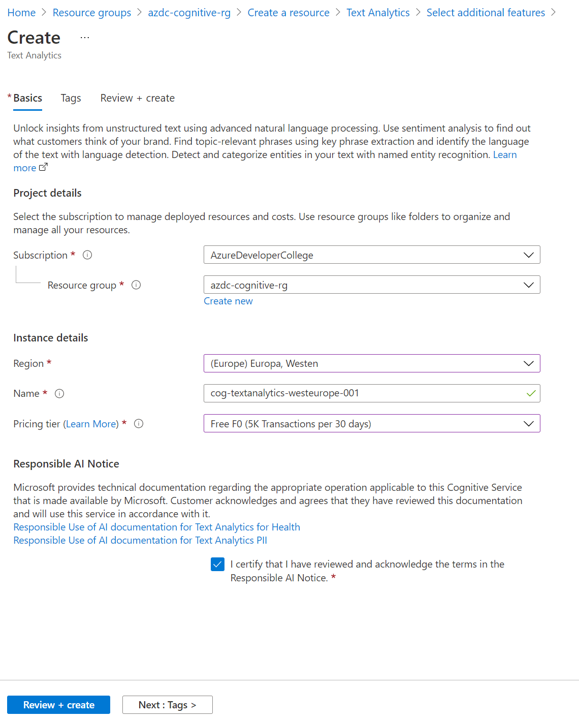 Home > Resource groups > azdc-cognitive-rg > Create a resource > Text Analytics > Select additional features >
Create ...
Text Analytics
* Basics Tags Review + create
Unlock insights from unstructured text using advanced natural language processing. Use sentiment analysis to find out
what customers think of your brand. Find topic-relevant phrases using key phrase extraction and identify the language
of the text with language detection. Detect and categorize entities in your text with named entity recognition. Learn
more
Project details
Select the subscription to manage deployed resources and costs. Use resource groups like folders to organize and
manage all your resources.
Subscription * AzureDeveloperCollege
Resource group * azdc-cognitive-rg
Create new
Instance details
Region * (Europe) Europa, Westen
Name * cog-textanalytics-westeurope-001
Pricing tier (Learn More) * Free F0 (5K Transactions per 30 days)
Responsible AI Notice
Microsoft provides technical documentation regarding the appropriate operation applicable to this Cognitive Service
that is made available by Microsoft. Customer acknowledges and agrees that they have reviewed this documentation
and will use this service in accordance with it.
Responsible Use of AI documentation for Text Analytics for Health
Responsible Use of AI documentation for Text Analytics PII
I certify that I have reviewed and acknowledge the terms in the
Responsible AI Notice. *
Review + create Next : Tags >